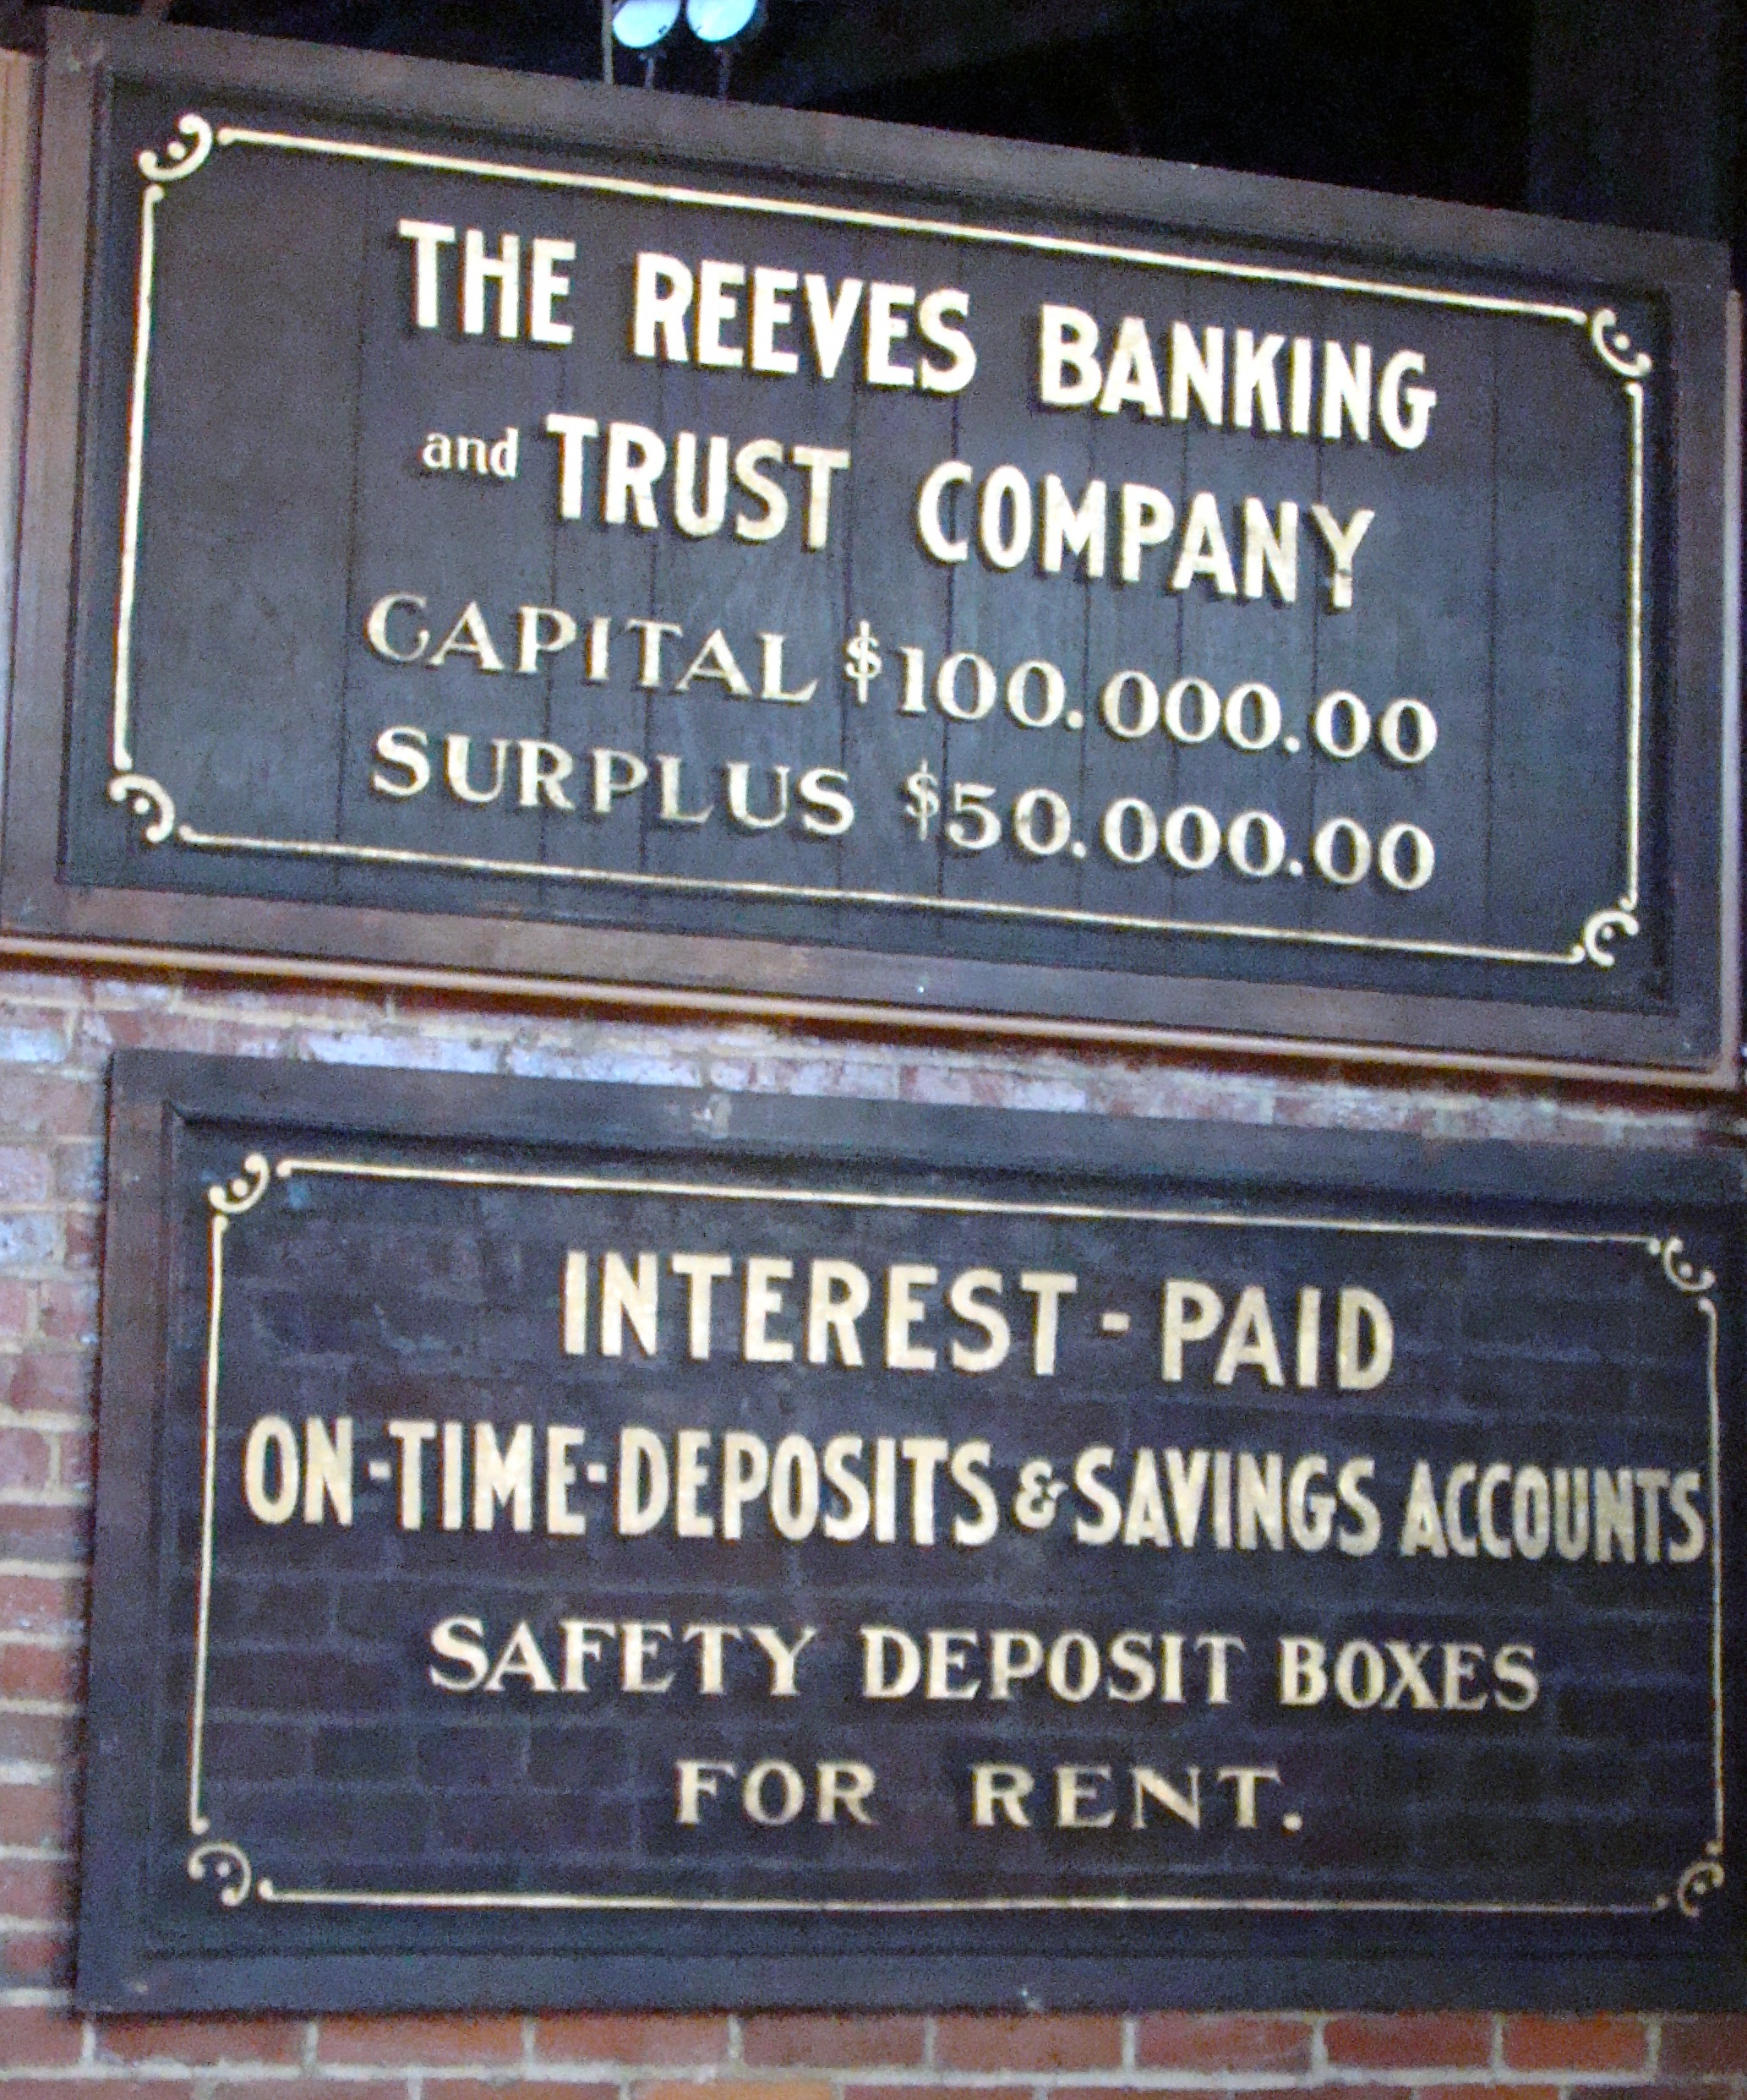 THE REEVES BANKING
and TRUST COMPANY
CAPITAL $100.000.00
SURPLUS $50.000.00
INTEREST - PAID
ON-TIME-DEPOSITS & SAVINGS ACCOUNTS
SAFETY DEPOSIT BOXES
FOR RENT.